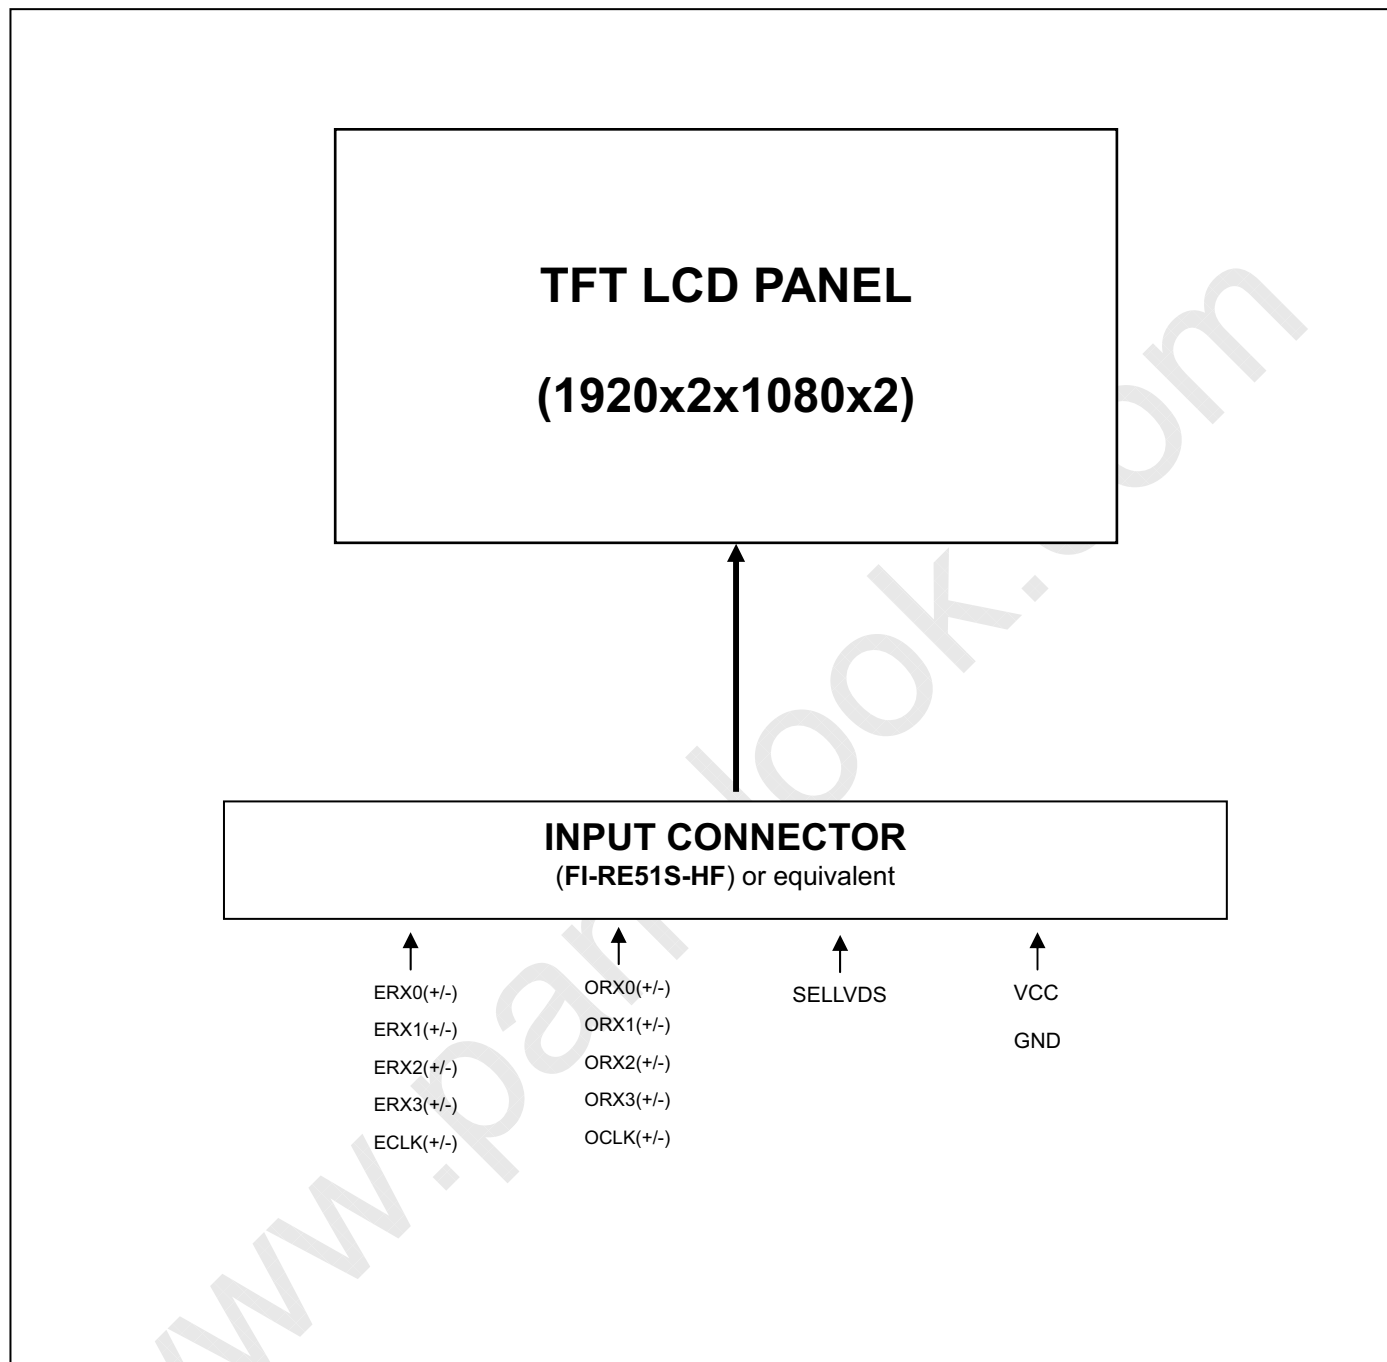 TFT LCD PANEL
(1920x2x1080x2)
INPUT CONNECTOR
(FI-RE51S-HF) or equivalent
ERX0(+/-)
ERX1(+/-)
ERX2(+/-)
ERX3(+/-)
ECLK(+/-)
ORX0(+/-)
ORX1(+/-)
ORX2(+/-)
ORX3(+/-)
OCLK(+/-)
SELLVDS
VCC
GND